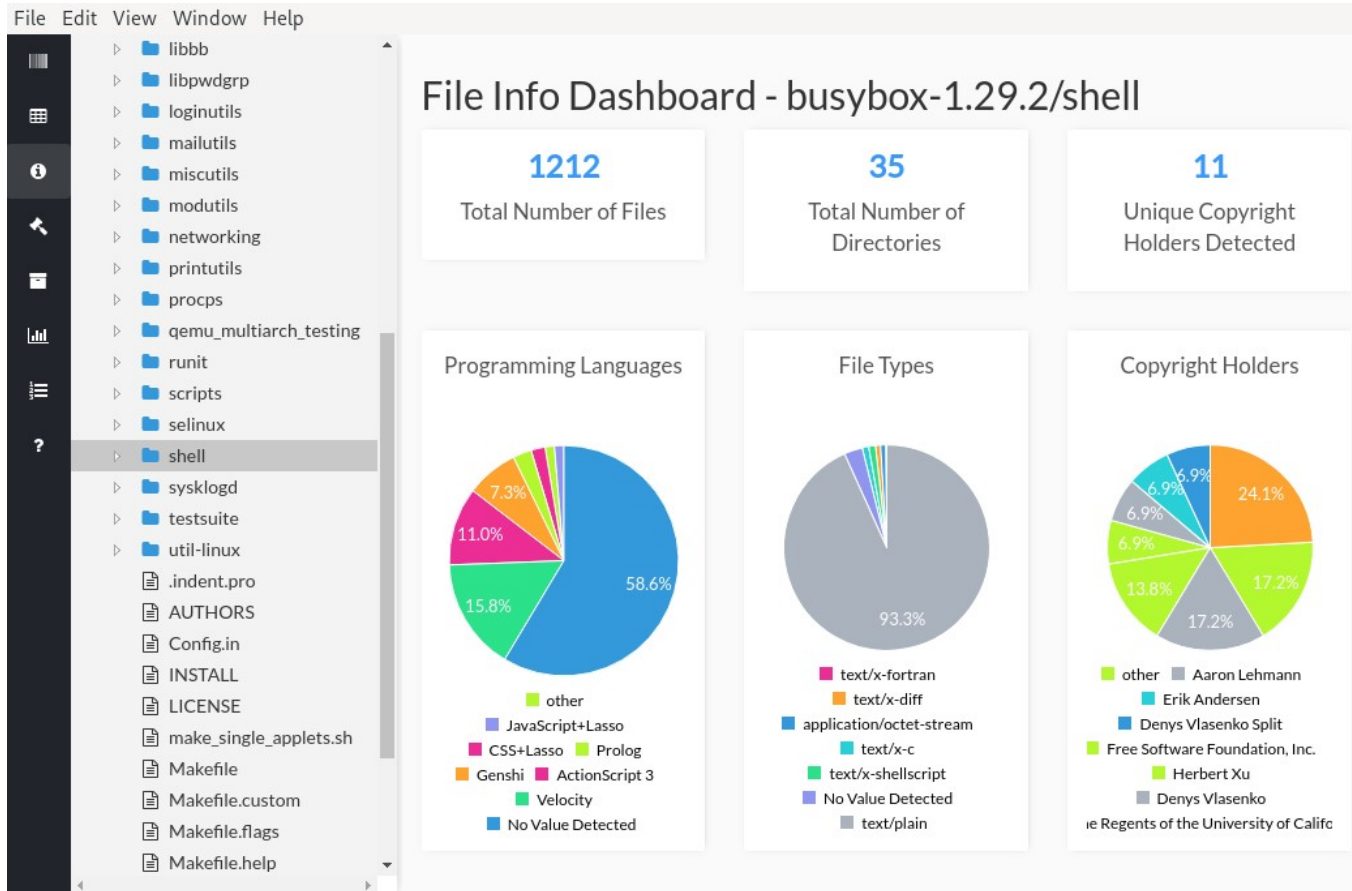 File Edit View Window Help
libbb
libpwdgrp
loginutils
mailutils
miscutils
modutils
networking
printutils
procps
qemu_multiarch_testing
runit
scripts
selinux
shell
sysklogd
testsuite
util-linux
.indent.pro
AUTHORS
Config.in
INSTALL
LICENSE
make_single_applets.sh
Makefile
Makefile.custom
Makefile.flags
Makefile.help
File Info Dashboard - busybox-1.29.2/shell
1212
Total Number of Files
35
Total Number of
Directories
11
Unique Copyright
Holders Detected
Programming Languages
7.3%
11.0%
15.8%
58.6%
other
JavaScript+Lasso
CSS+Lasso Prolog
Genshi ActionScript 3
Velocity
No Value Detected
File Types
93.3%
text/x-fortran
text/x-diff
application/octet-stream
text/x-c
text/x-shellscript
No Value Detected
text/plain
Copyright Holders
6.9%
24.1%
6.9%
6.9%
6.9%
13.8%
17.2%
17.2%
other Aaron Lehmann
Erik Andersen
Denys Vlasenko Split
Free Software Foundation, Inc.
Herbert Xu
Denys Vlasenko
e Regents of the University of Califo